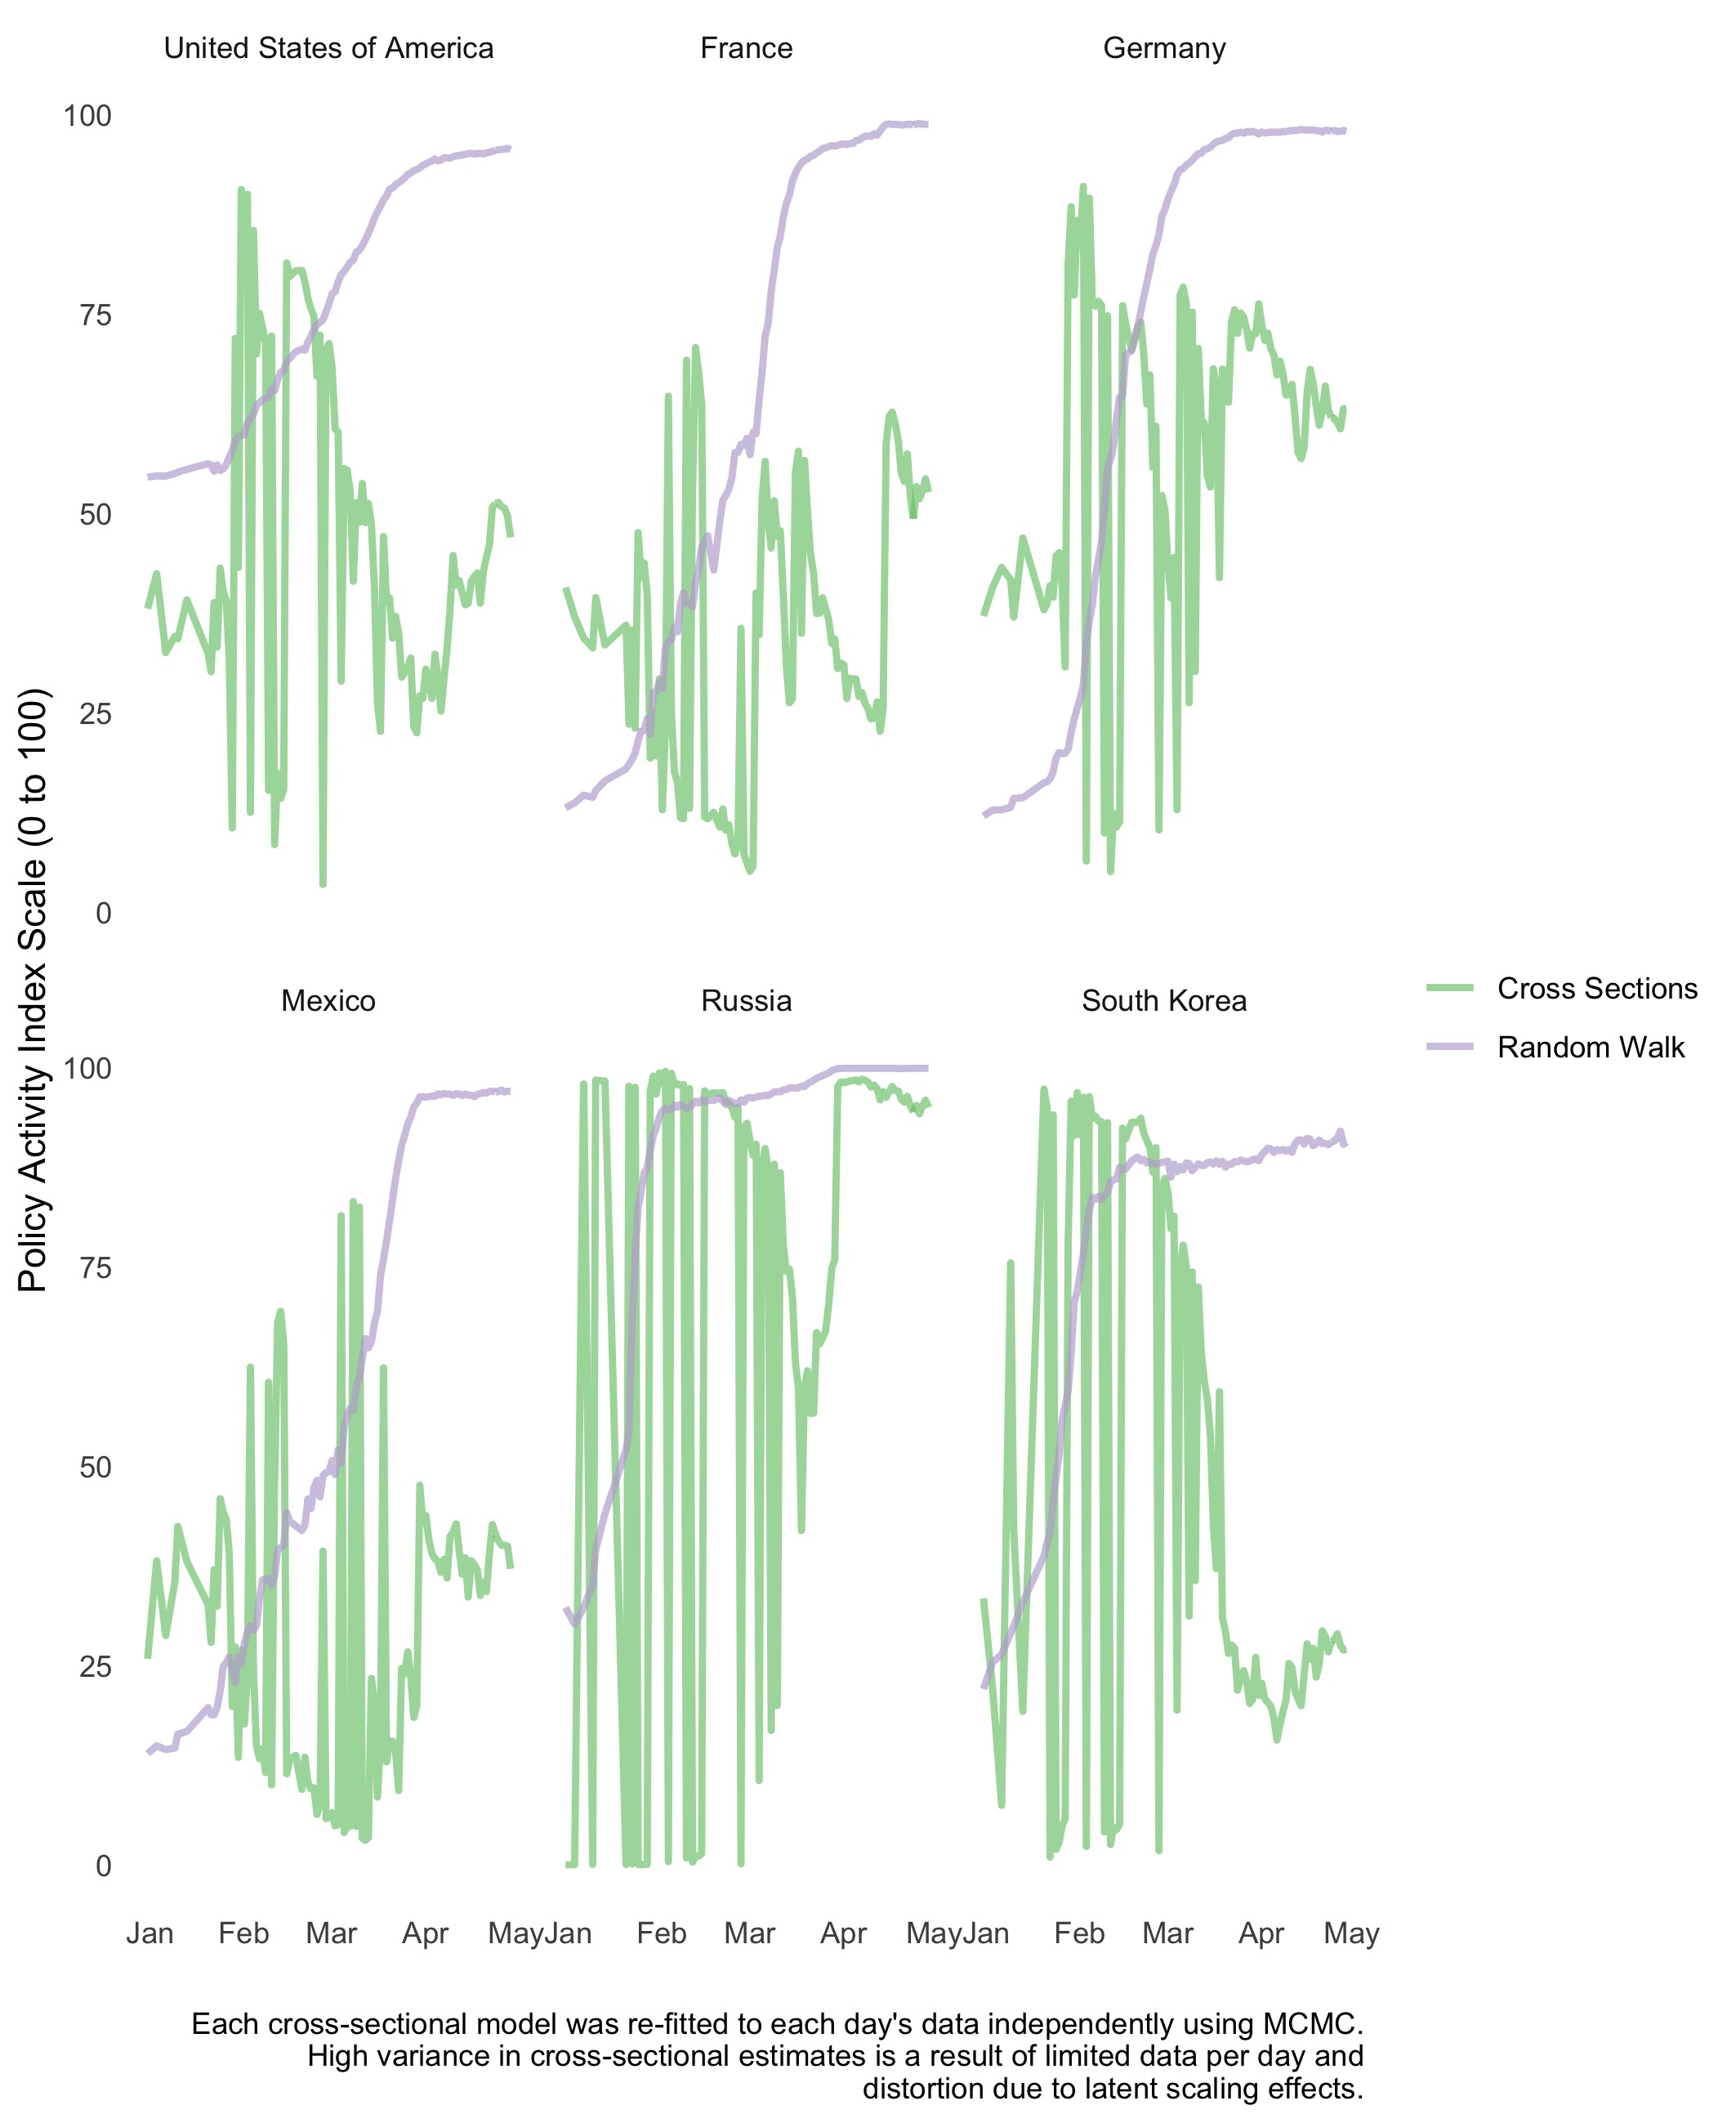 United States of America
France
Germany
100
75
50
25
0
Policy Activity Index Scale (0 to 100)
Mexico
Russia
South Korea
100
75
50
25
0
Cross Sections
Random Walk
Jan Feb Mar Apr May Jan Feb Mar Apr May Jan Feb Mar Apr May
Each cross-sectional model was re-fitted to each day's data independently using MCMC.
High variance in cross-sectional estimates is a result of limited data per day and
distortion due to latent scaling effects.